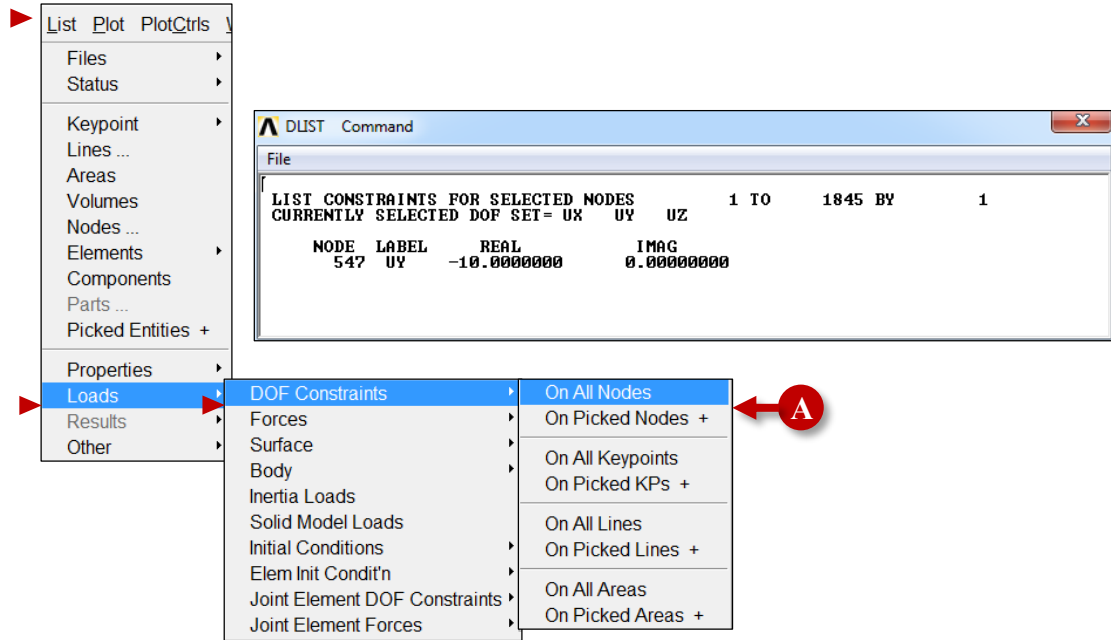 List Plot PlotCtrls
Files
Status
Keypoint
Lines ...
Areas
Volumes
Nodes ...
Elements
Components
Parts ...
Picked Entities +
Properties
Loads
Results
Other
DLIST Command
File
LIST CONSTRAINTS FOR SELECTED NODES 1 TO 1845 BY 1
CURRENTLY SELECTED DOF SET= UX UY UZ
NODE LABEL REAL IMAG
547 UY -10.0000000 0.00000000
DOF Constraints
Forces
Surface
Body
Inertia Loads
Solid Model Loads
Initial Conditions
Elem Init Condit'n
Joint Element DOF Constraints
Joint Element Forces
On All Nodes
On Picked Nodes +
On All Keypoints
On Picked KPs +
On All Lines
On Picked Lines +
On All Areas
On Picked Areas +
A